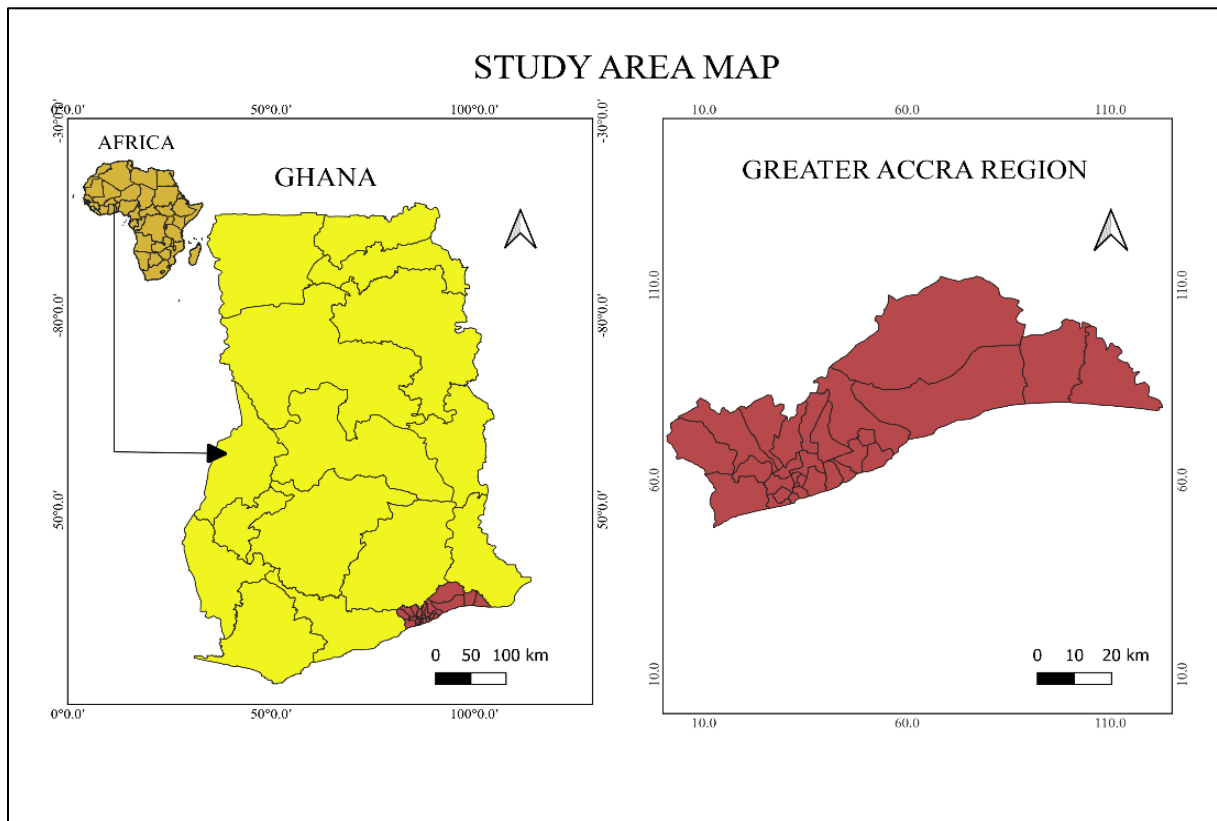 STUDY AREA MAP
0°0.0' 50°0.0' 100°0.0'
-30°0.0' -30°0.0'
AFRICA
GHANA
-80°0.0' -80°0.0'
50°0.0' 50°0.0'
0 50 100 km
0°0.0' 50°0.0' 100°0.0'
10.0 60.0 110.0
GREATER ACCRA REGION
110.0 110.0
60.0 60.0
0 10 20 km
10.0 10.0
10.0 60.0 110.0